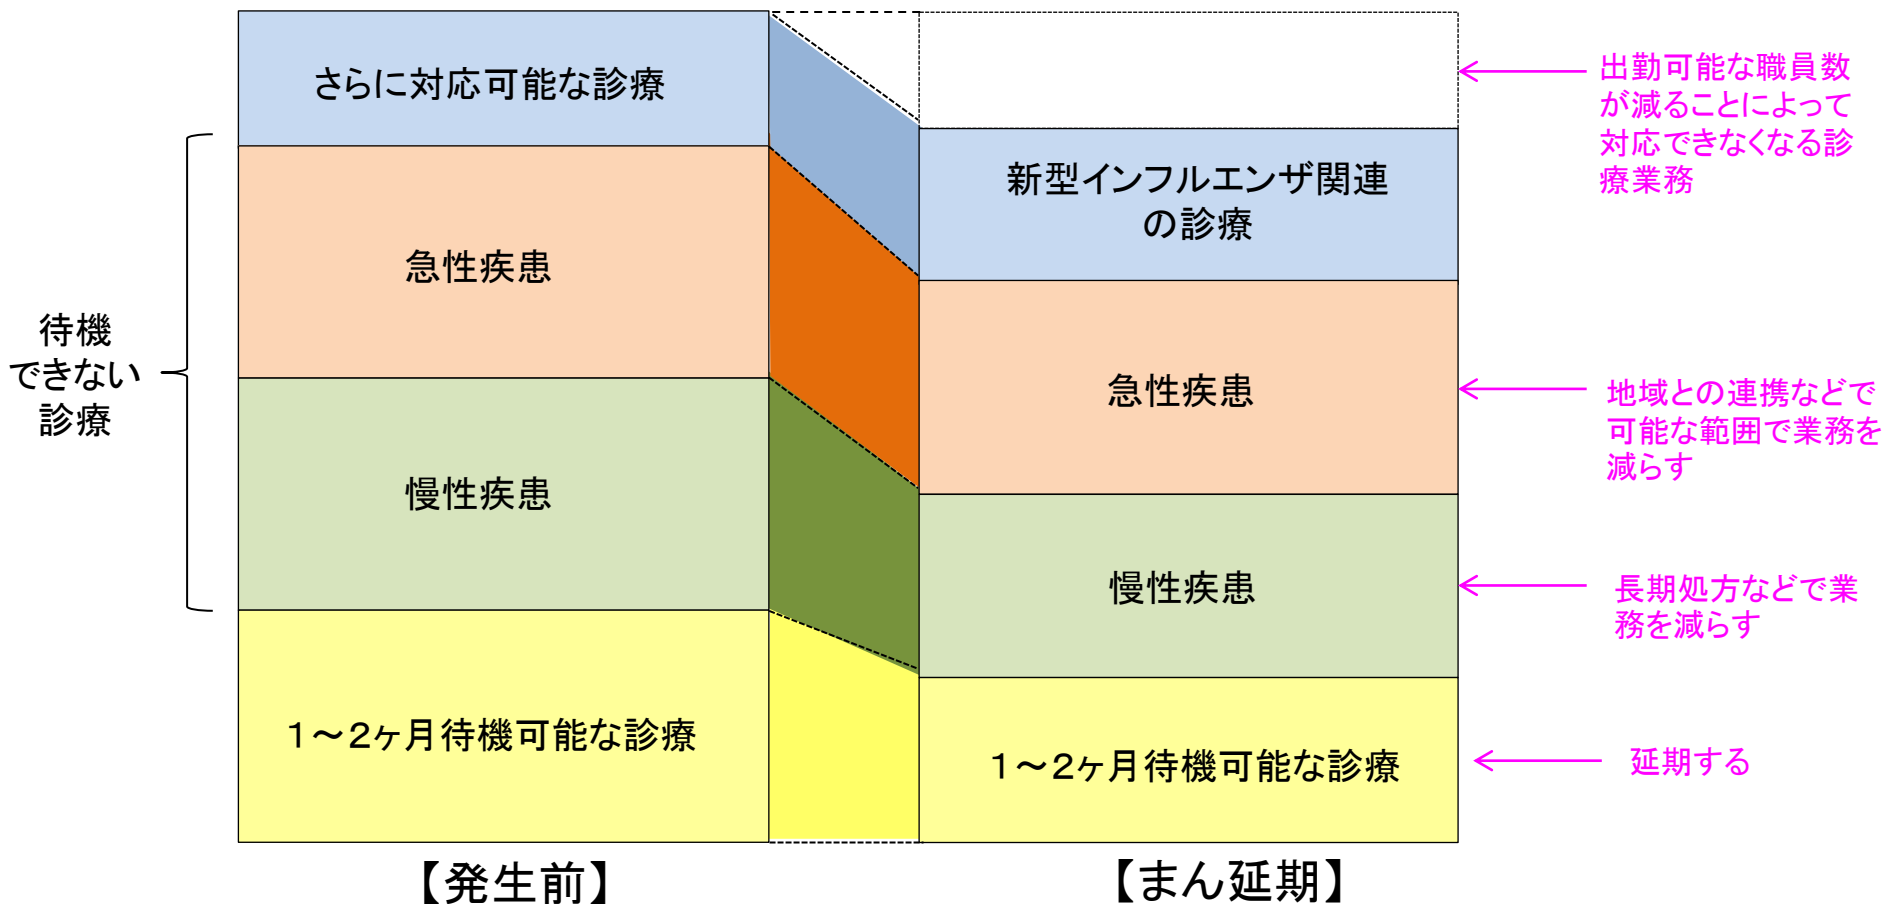 さらに対応可能な診療
急性疾患
慢性疾患
1～2ヶ月待機可能な診療
待機
できない
診療
【発生前】
新型インフルエンザ関連
の診療
急性疾患
慢性疾患
1～2ヶ月待機可能な診療
【まん延期】
出勤可能な職員数
が減ることによって
対応できなくなる診
療業務
地域との連携などで
可能な範囲で業務を
減らす
長期処方などで業
務を減らす
延期する